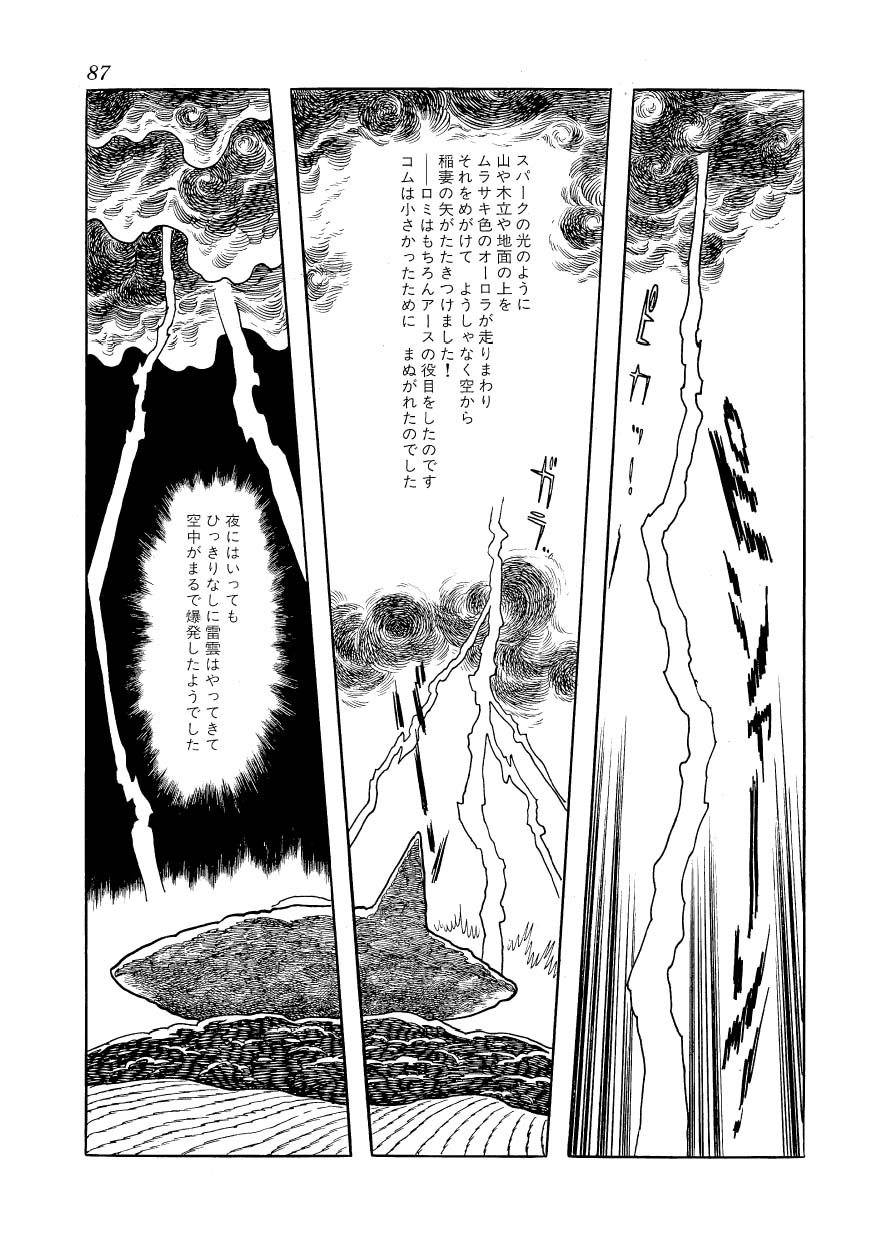 87
ピカッ!
ガラ
スパークの光のように
山や木立や地面の上を
ムラサキ色のオーロラが走りまわり
それをめがけて ようしゃなく空から
稲妻の矢がたたきつけました!
――ロミはもちろんアースの役目をしたのです
コムは小さかったために まぬがれたのでした
夜にはいっても
ひっきりなしに雷雲はやってきて
空中がまるで爆発したようでした